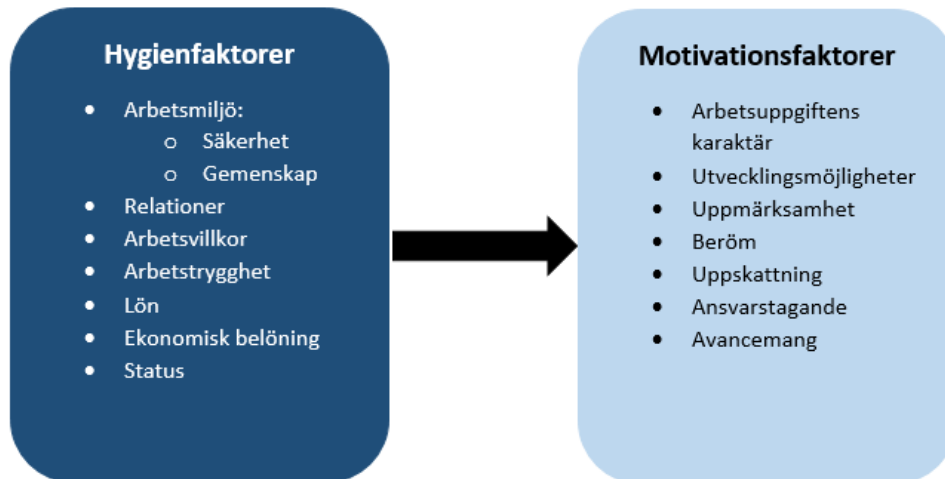 Hygienfaktorer
• Arbetsmiljö:
o Säkerhet
o Gemenskap
• Relationer
• Arbetsvillkor
• Arbetstrygghet
• Lön
• Ekonomisk belöning
• Status
Motivationsfaktorer
• Arbetsuppgiftens
karaktär
• Utvecklingsmöjligheter
• Uppmärksamhet
• Beröm
• Uppskattning
• Ansvarstagande
• Avancemang